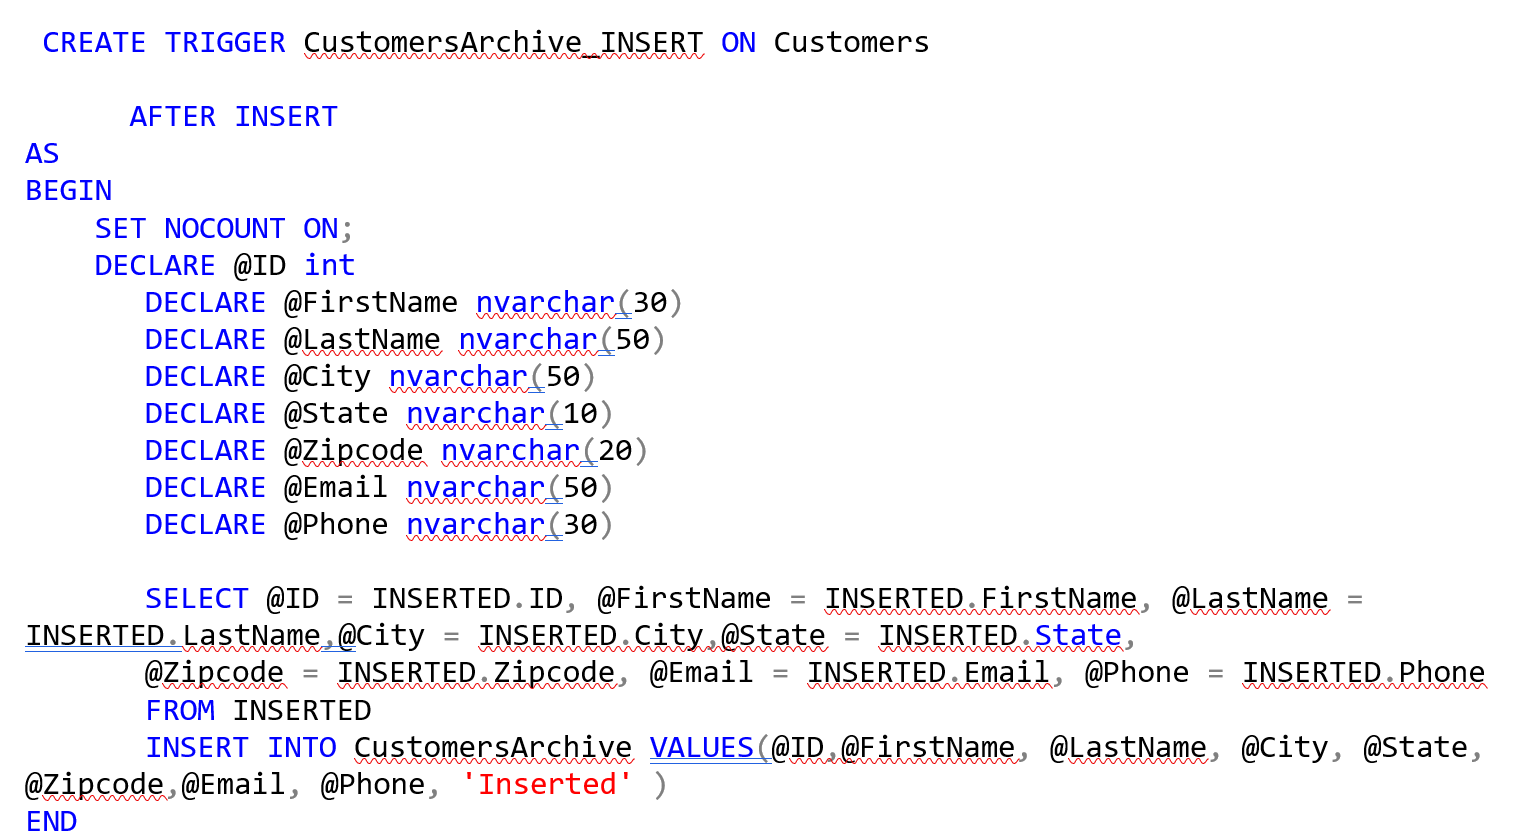 CREATE TRIGGER CustomersArchive_INSERT ON Customers
AFTER INSERT
AS
BEGIN
SET NOCOUNT ON;
DECLARE @ID int
DECLARE @FirstName nvarchar(30)
DECLARE @LastName nvarchar(50)
DECLARE @City nvarchar(50)
DECLARE @State nvarchar(10)
DECLARE @Zipcode nvarchar(20)
DECLARE @Email nvarchar(50)
DECLARE @Phone nvarchar(30)
SELECT @ID = INSERTED.ID, @FirstName = INSERTED.FirstName, @LastName =
INSERTED.LastName,@City = INSERTED.City,@State = INSERTED.State,
@Zipcode = INSERTED.Zipcode, @Email = INSERTED.Email, @Phone = INSERTED.Phone
FROM INSERTED
INSERT INTO CustomersArchive VALUES(@ID,@FirstName, @LastName, @City, @State,
@Zipcode,@Email, @Phone, 'Inserted' )
END